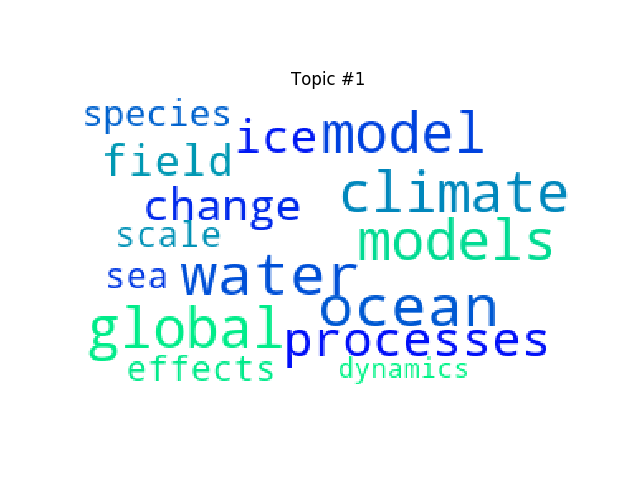 Topic #1
species
ice
model
field
climate
change
scale
models
sea
water
ocean
global
processes
effects
dynamics